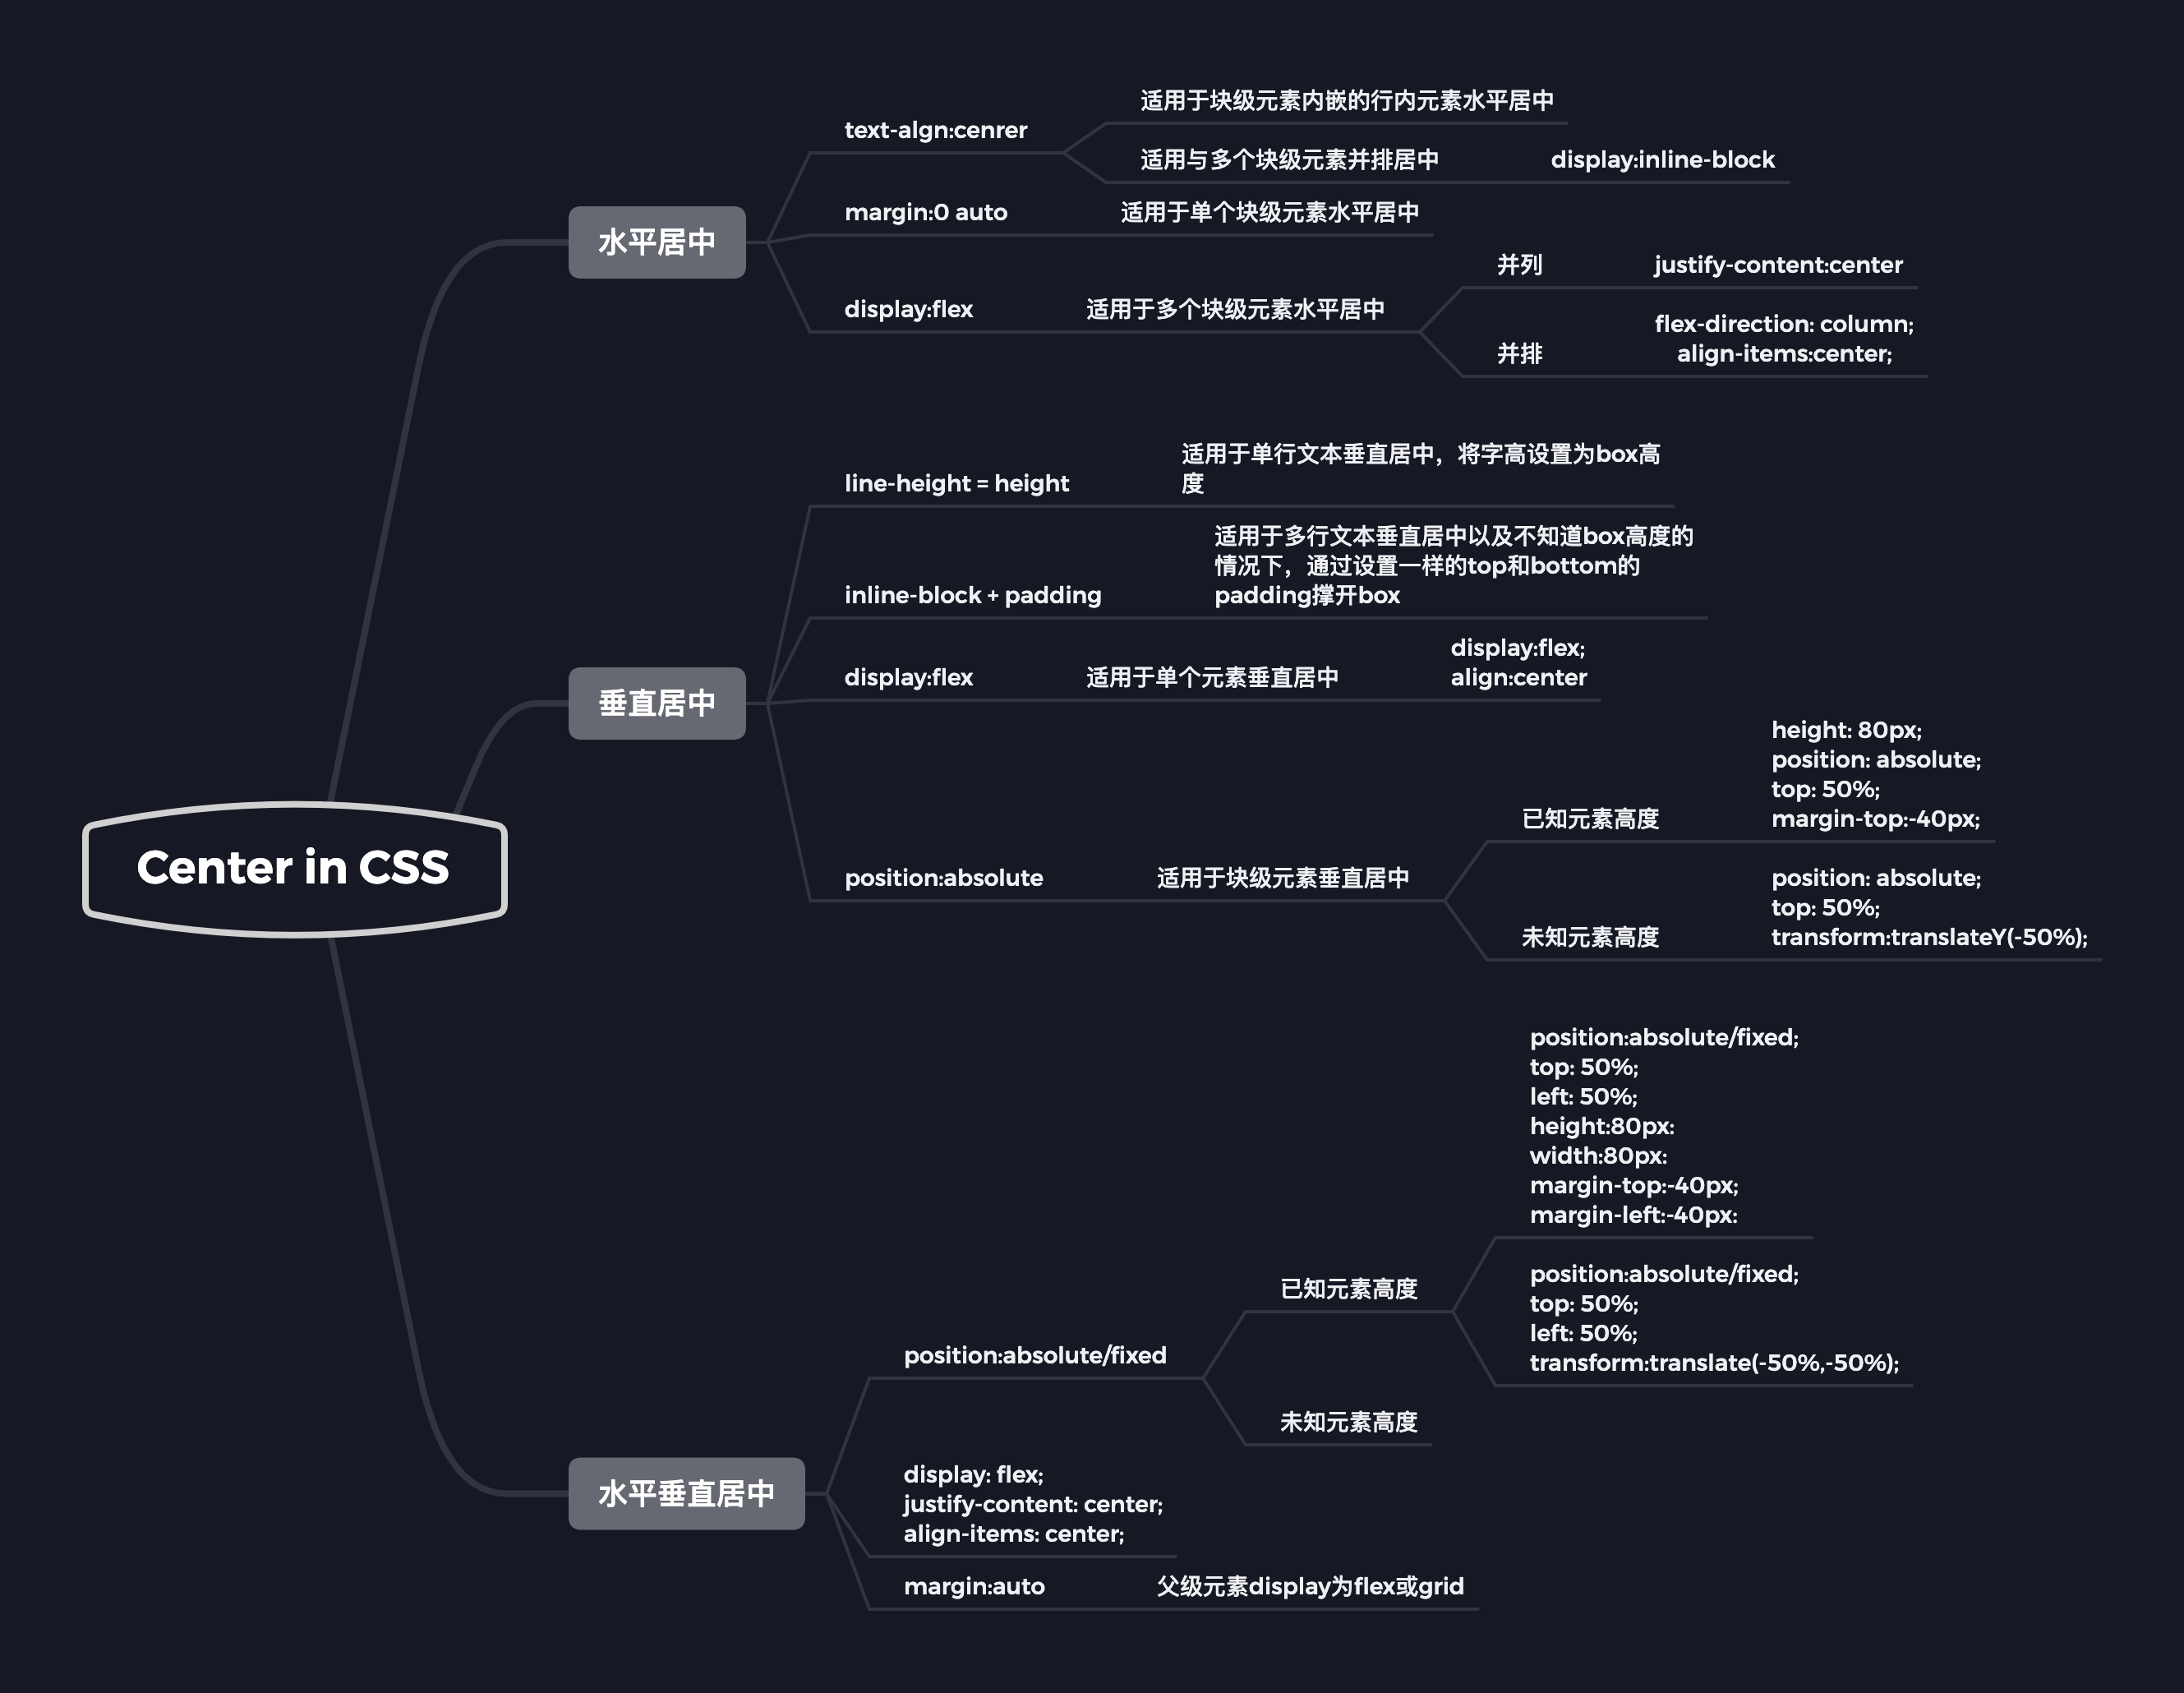 Center in CSS
水平居中
text-algn:cenrer
适用于块级元素内嵌的行内元素水平居中
适用与多个块级元素并排居中
display:inline-block
margin:0 auto
适用于单个块级元素水平居中
display:flex
适用于多个块级元素水平居中
并列
justify-content:center
并排
flex-direction: column;
align-items:center;
垂直居中
line-height = height
适用于单行文本垂直居中，将字高设置为box高
度
inline-block + padding
适用于多行文本垂直居中以及不知道box高度的
情况下，通过设置一样的top和bottom的
padding撑开box
display:flex
适用于单个元素垂直居中
display:flex;
align:center
position:absolute
适用于块级元素垂直居中
已知元素高度
height: 80px;
position: absolute;
top: 50%;
margin-top:-40px;
未知元素高度
position: absolute;
top: 50%;
transform:translateY(-50%);
水平垂直居中
position:absolute/fixed
已知元素高度
position:absolute/fixed;
top: 50%;
left: 50%;
height:80px:
width:80px:
margin-top:-40px;
margin-left:-40px:
position:absolute/fixed;
top: 50%;
left: 50%;
transform:translate(-50%,-50%);
未知元素高度
display: flex;
justify-content: center;
align-items: center;
margin:auto
父级元素display为flex或grid